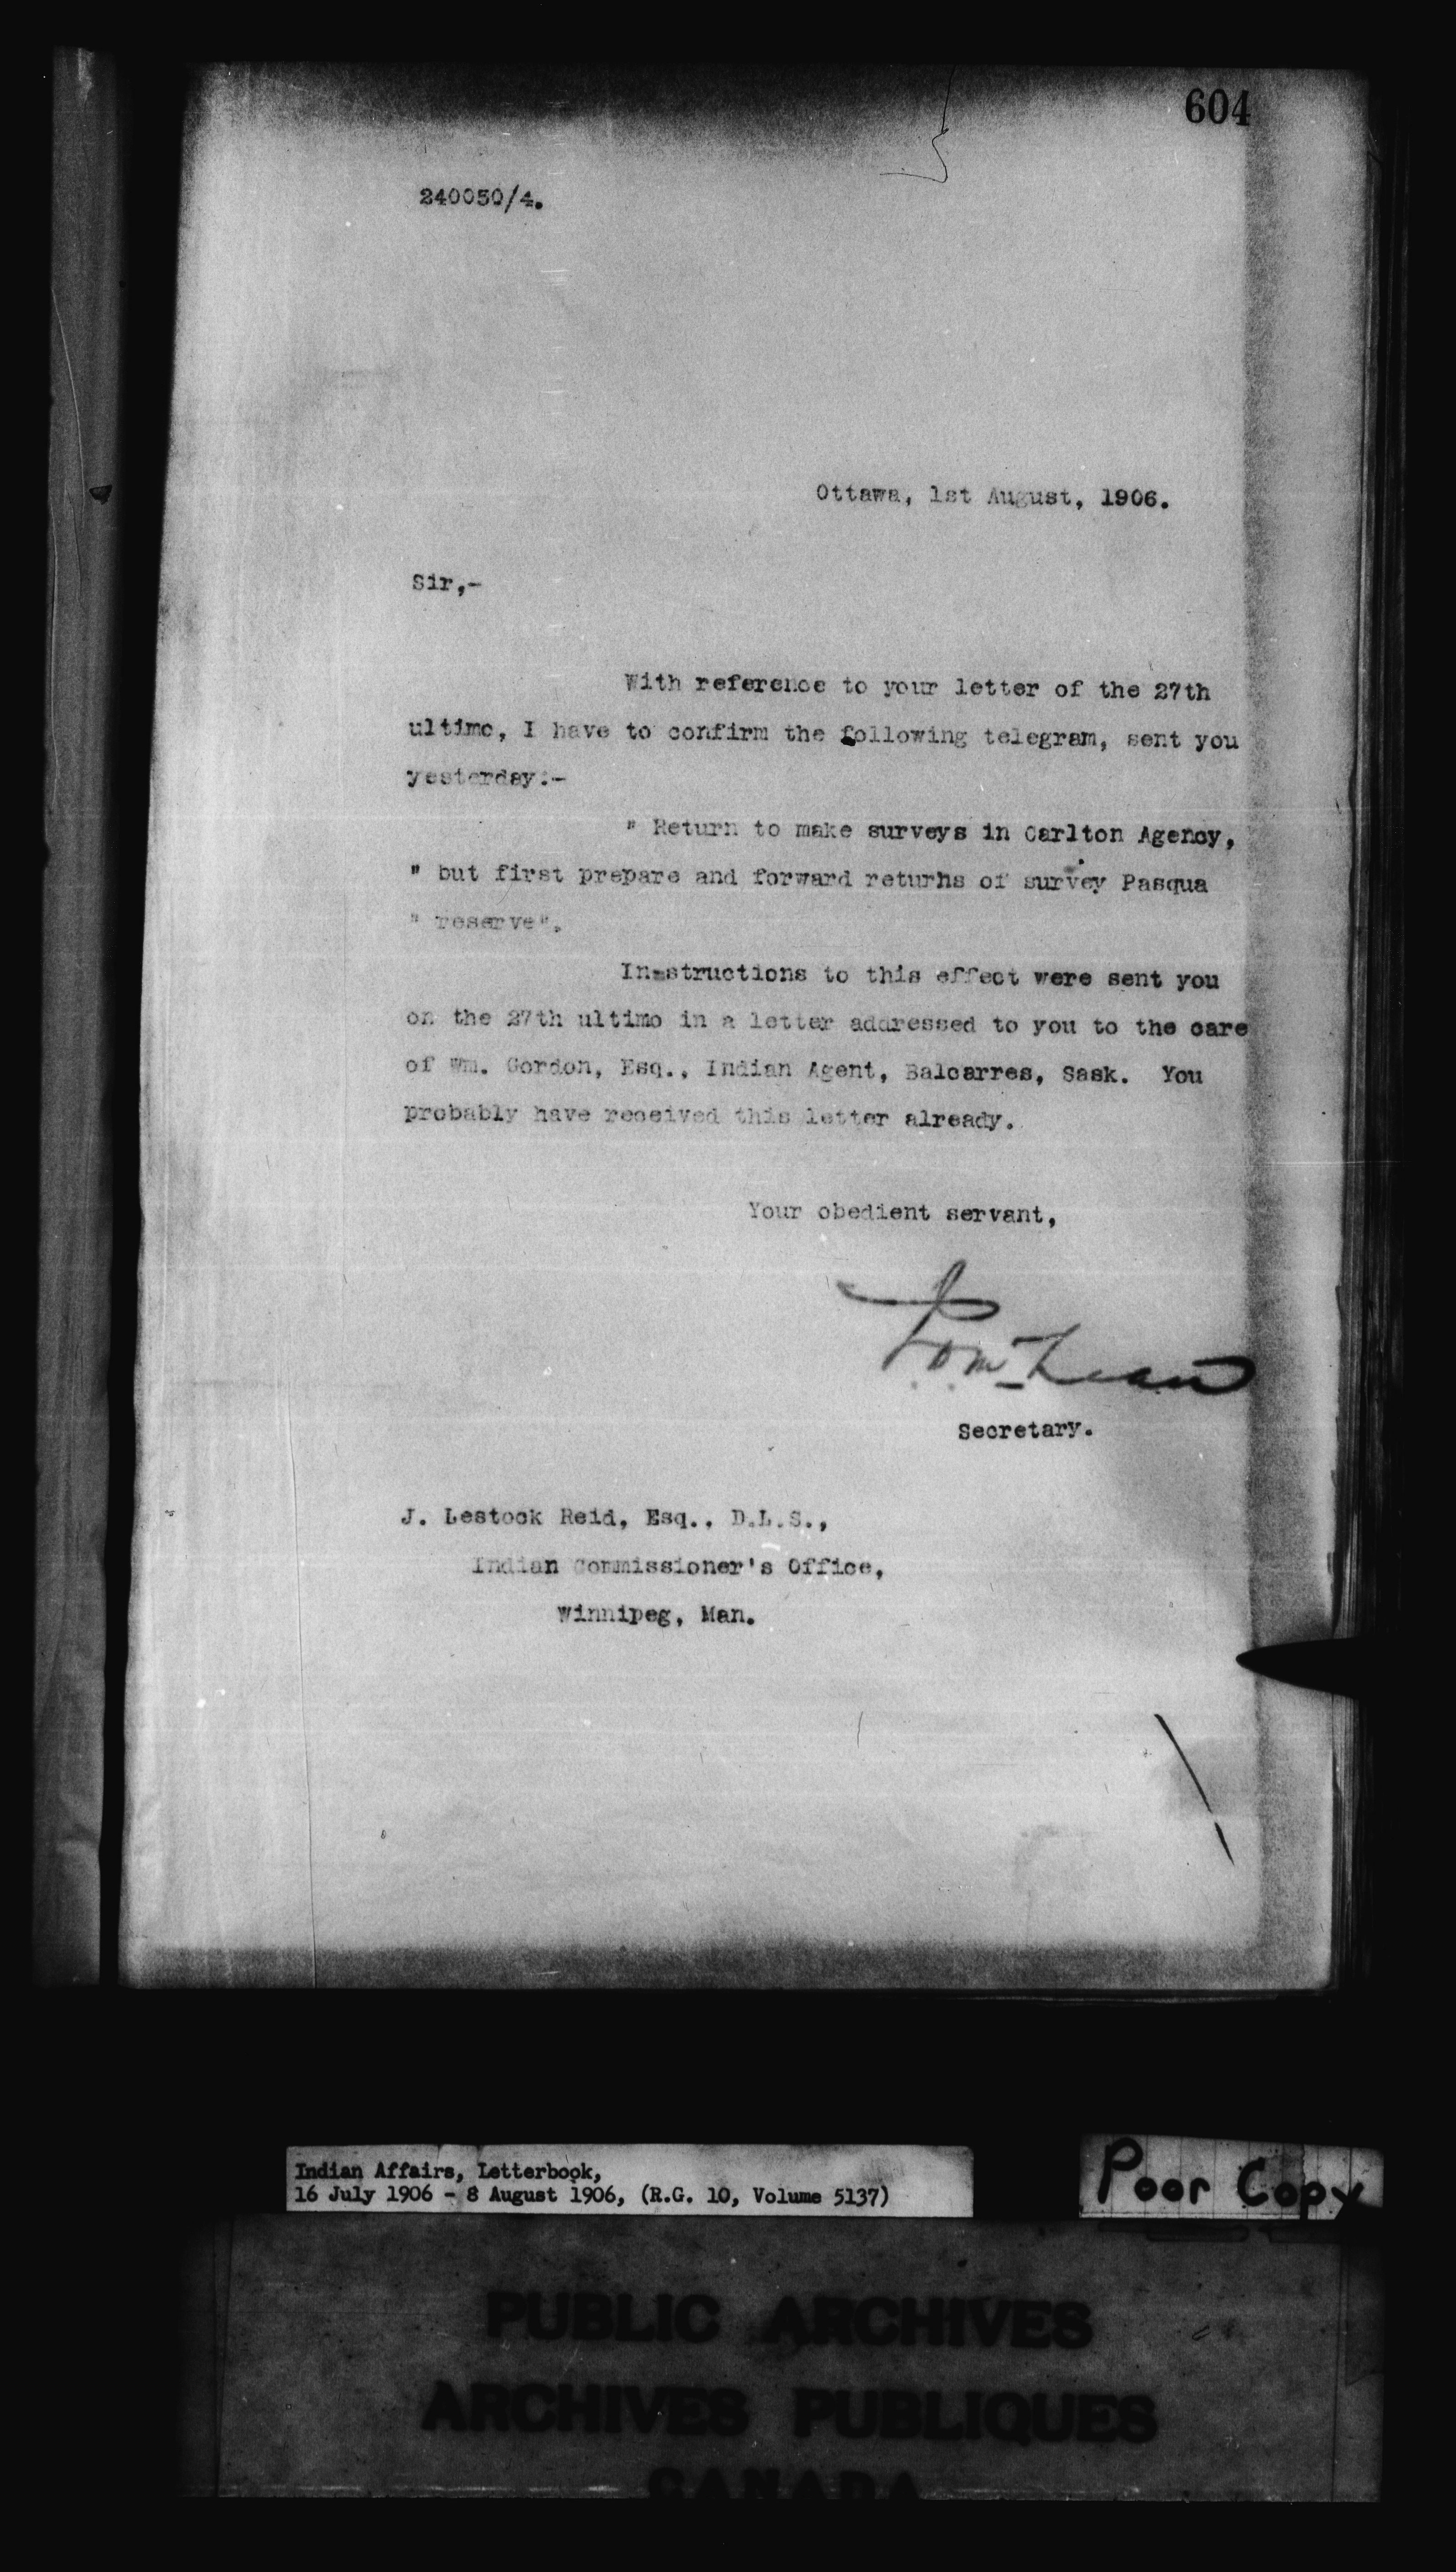 604
240050/4.
Ottawa, 1st August, 1906.
Sir,-
With reference to your letter of the 27th
ultimo, I have to confirm the following telegram, sent you
yesterday:-
" Return to make surveys in Carlton Agency,
" but first prepare and forward returns of survey Pasqua
" reserve".
In-structions to this effect were sent you
on the 27th ultimo in a letter addressed to you to the care
of Wm. Gordon, Esq., Indian Agent, Balcarres, Sask. You
probably have received this letter already.
Your obedient servant,
Secretary.
J. Lestock Reid, Esq., D.L.S.,
Indian Commissioner's Office,
Winnipeg, Man.
Indian Affairs, Letterbook,
16 July 1906 - 8 August 1906, (R.G. 10, Volume 5137)
Poor Copy
PUBLIC ARCHIVES
ARCHIVES PUBLIQUES
CANADA